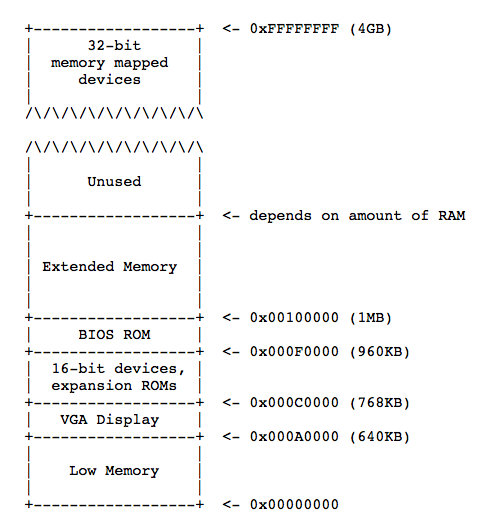 +------------------+  <- 0xFFFFFFFF (4GB)
|      32-bit      |
|  memory mapped   |
|     devices      |
|                  |
/\/\/\/\/\/\/\/\/\/\
/\/\/\/\/\/\/\/\/\/\
|                  |
|      Unused      |
|                  |
+------------------+  <- depends on amount of RAM
|                  |
|                  |
| Extended Memory  |
|                  |
|                  |
+------------------+  <- 0x00100000 (1MB)
|     BIOS ROM     |
+------------------+  <- 0x000F0000 (960KB)
|  16-bit devices, |
|  expansion ROMs  |
+------------------+  <- 0x000C0000 (768KB)
|   VGA Display    |
+------------------+  <- 0x000A0000 (640KB)
|                  |
|    Low Memory    |
|                  |
+------------------+  <- 0x00000000